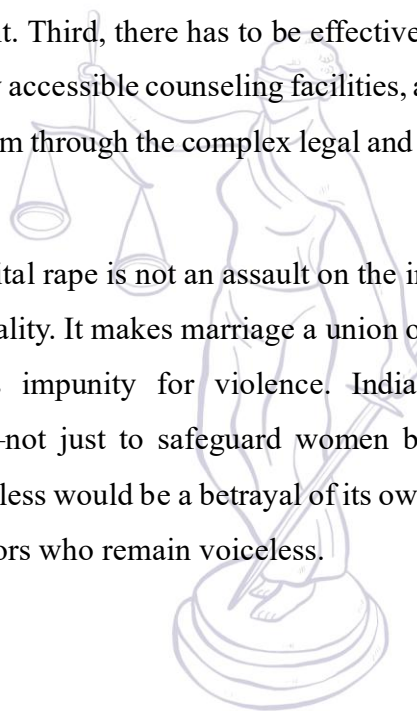 t. Third, there has to be effective
accessible counseling facilities, a
m through the complex legal and
ital rape is not an assault on the i
ality. It makes marriage a union o
impunity for violence. India
-not just to safeguard women b
less would be a betrayal of its ow
ors who remain voiceless.